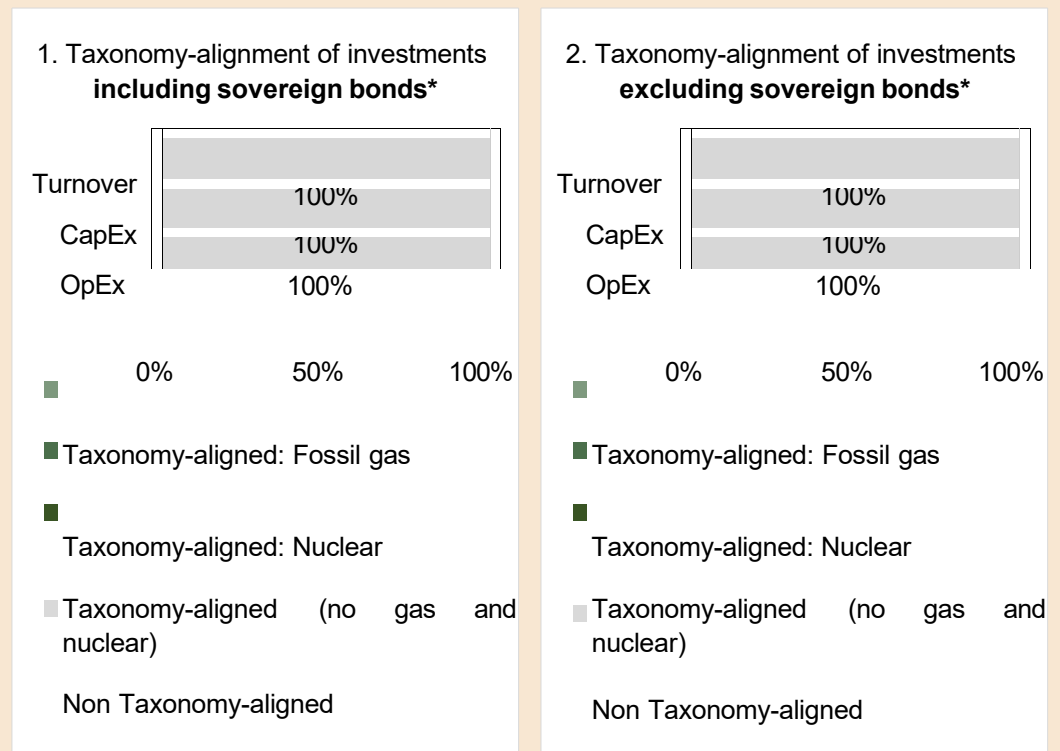 1. Taxonomy-alignment of investments
including sovereign bonds*
Turnover
100%
CapEx
100%
OpEx
100%
0% 50% 100%
Taxonomy-aligned: Fossil gas
Taxonomy-aligned: Nuclear
Taxonomy-aligned (no gas and
nuclear)
Non Taxonomy-aligned
2. Taxonomy-alignment of investments
excluding sovereign bonds*
Turnover
100%
CapEx
100%
OpEx
100%
0% 50% 100%
Taxonomy-aligned: Fossil gas
Taxonomy-aligned: Nuclear
Taxonomy-aligned (no gas and
nuclear)
Non Taxonomy-aligned